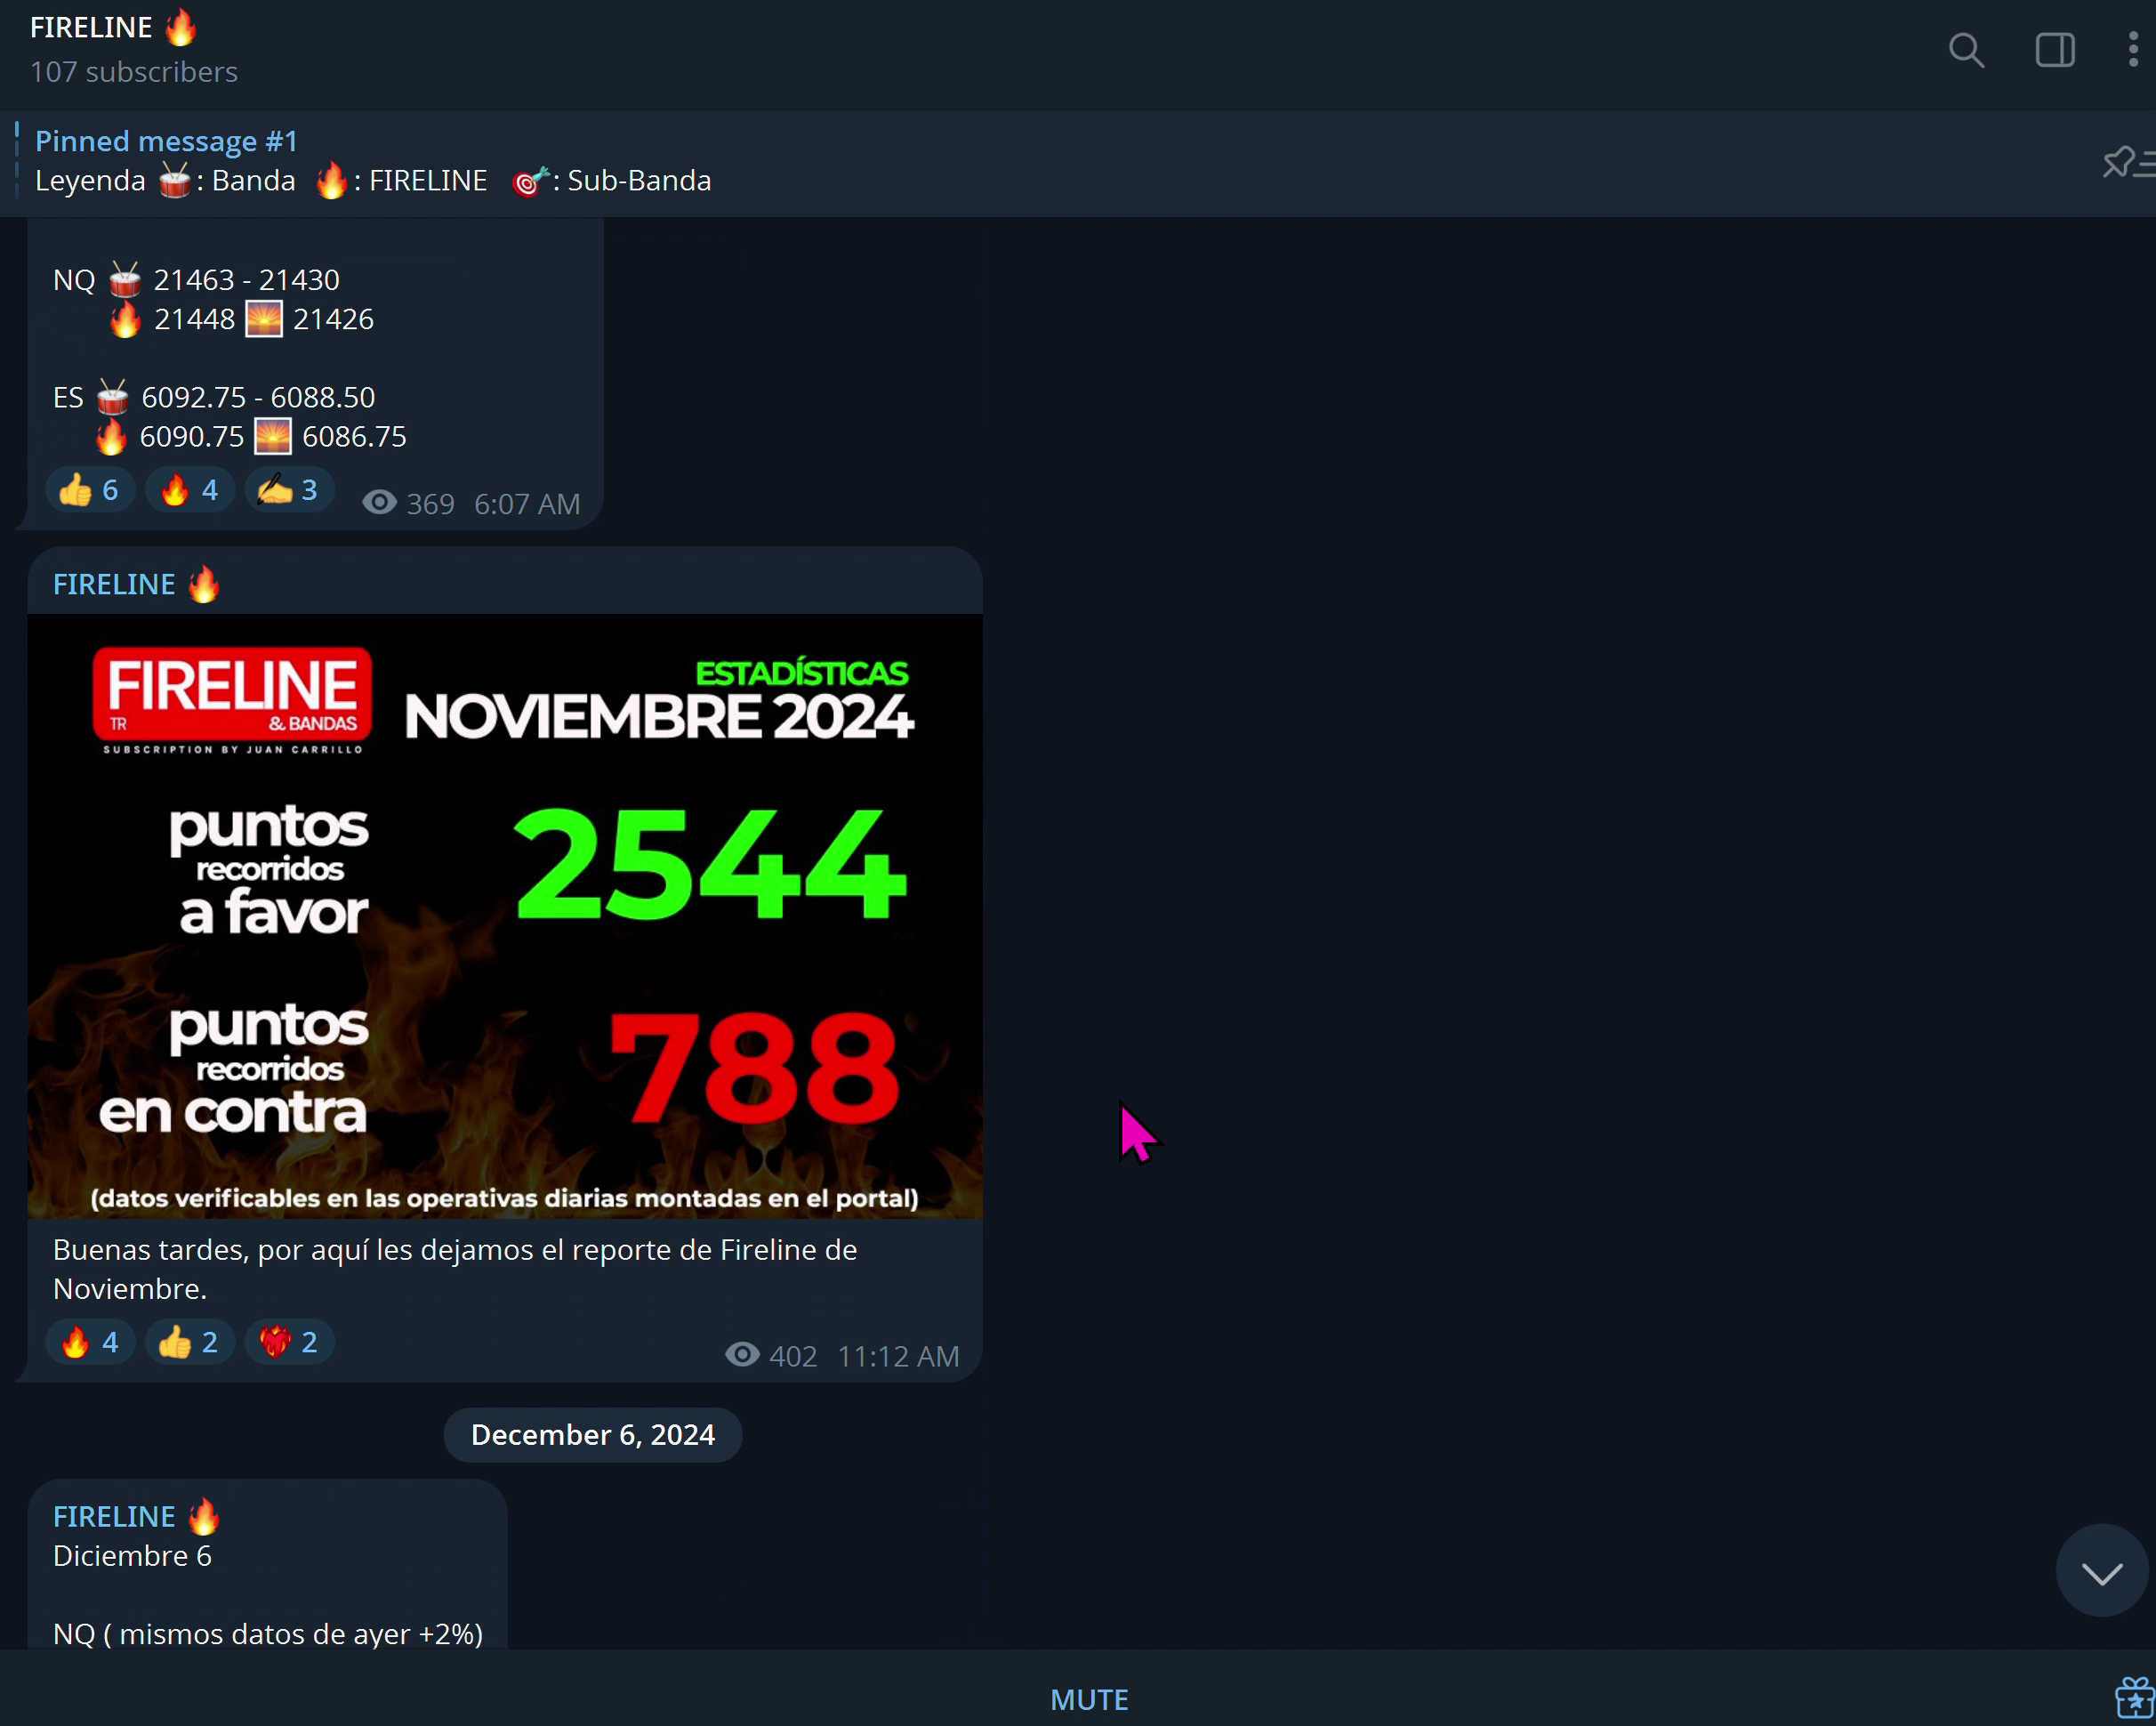 FIRELINE 🔥
107 subscribers
Pinned message #1
Leyenda 🥁: Banda 🔥: FIRELINE 🎯: Sub-Banda
NQ 🥁 21463 - 21430
🔥 21448 🌅 21426
ES 🥁 6092.75 - 6088.50
🔥 6090.75 🌅 6086.75
👍 6 🔥 4 ✍️ 3 369 6:07 AM
FIRELINE 🔥
FIRELINE
TR & BANDAS
SUBSCRIPTION BY JUAN CARRILLO
ESTADÍSTICAS
NOVIEMBRE 2024
puntos
recorridos
a favor
2544
puntos
recorridos
en contra
788
(datos verificables en las operativas diarias montadas en el portal)
Buenas tardes, por aquí les dejamos el reporte de Fireline de
Noviembre.
🔥 4 👍 2 ❤️‍🔥 2 402 11:12 AM
December 6, 2024
FIRELINE 🔥
Diciembre 6
NQ ( mismos datos de ayer +2%)
MUTE